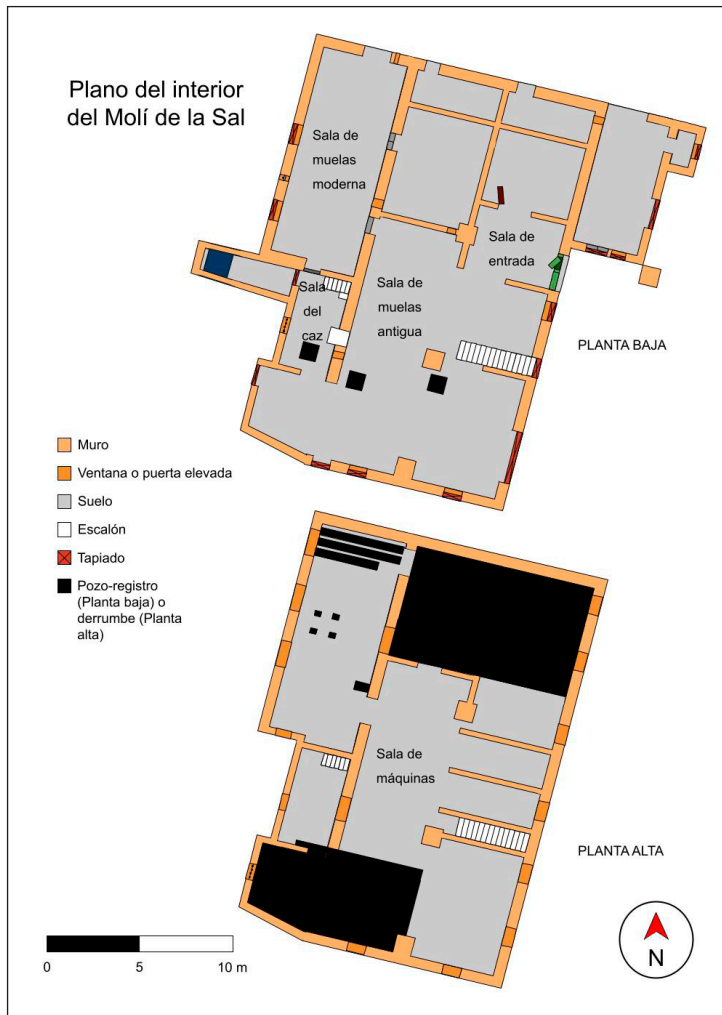 Plano del interior
del Molí de la Sal
Sala de
muelas
moderna
Sala de
entrada
Sala
del
caz
Sala de
muelas
antigua
PLANTA BAJA
Muro
Ventana o puerta elevada
Suelo
Escalón
Tapiado
Pozo-registro
(Planta baja) o
derrumbe (Planta
alta)
Sala de
máquinas
PLANTA ALTA
0 5 10 m
N